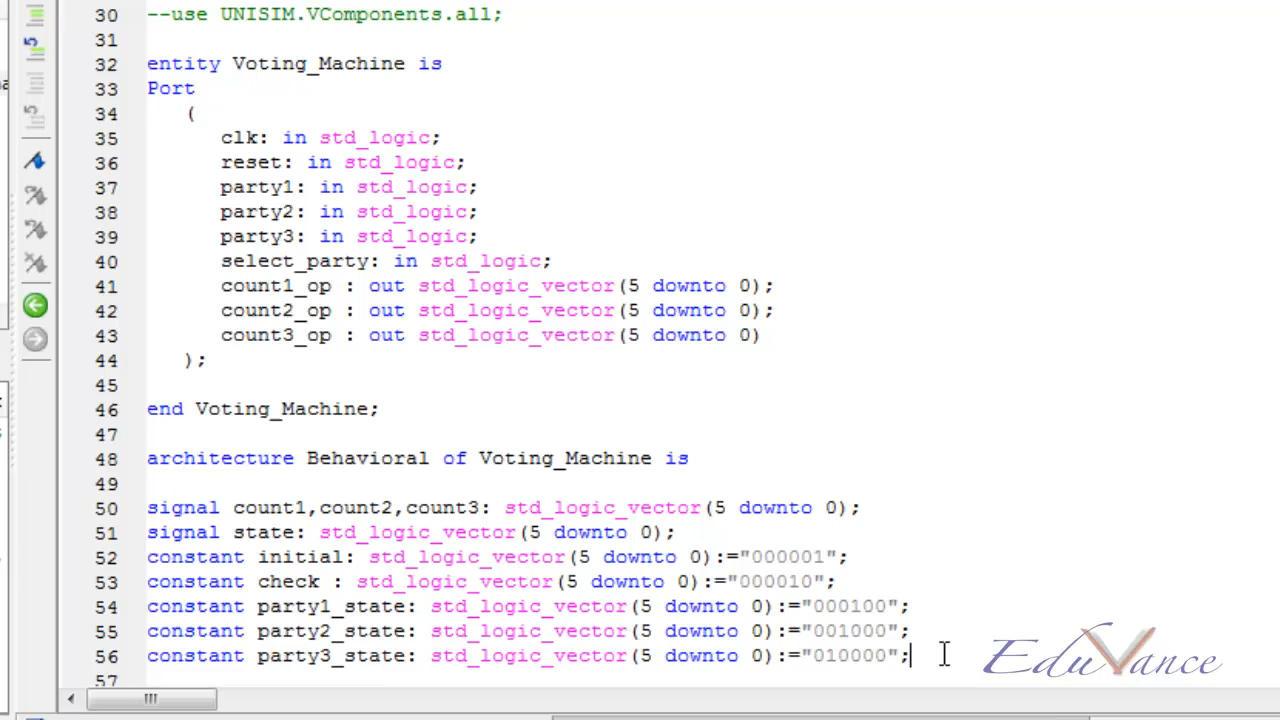 30 --use UNISIM.VComponents.all;
31
32 entity Voting_Machine is
33 Port
34 (
35 clk: in std_logic;
36 reset: in std_logic;
37 party1: in std_logic;
38 party2: in std_logic;
39 party3: in std_logic;
40 select_party: in std_logic;
41 count1_op : out std_logic_vector(5 downto 0);
42 count2_op : out std_logic_vector(5 downto 0);
43 count3_op : out std_logic_vector(5 downto 0)
44 );
45
46 end Voting_Machine;
47
48 architecture Behavioral of Voting_Machine is
49
50 signal count1,count2,count3: std_logic_vector(5 downto 0);
51 signal state: std_logic_vector(5 downto 0);
52 constant initial: std_logic_vector(5 downto 0):="000001";
53 constant check : std_logic_vector(5 downto 0):="000010";
54 constant party1_state: std_logic_vector(5 downto 0):="000100";
55 constant party2_state: std_logic_vector(5 downto 0):="001000";
56 constant party3_state: std_logic_vector(5 downto 0):="010000";
57
EduVance